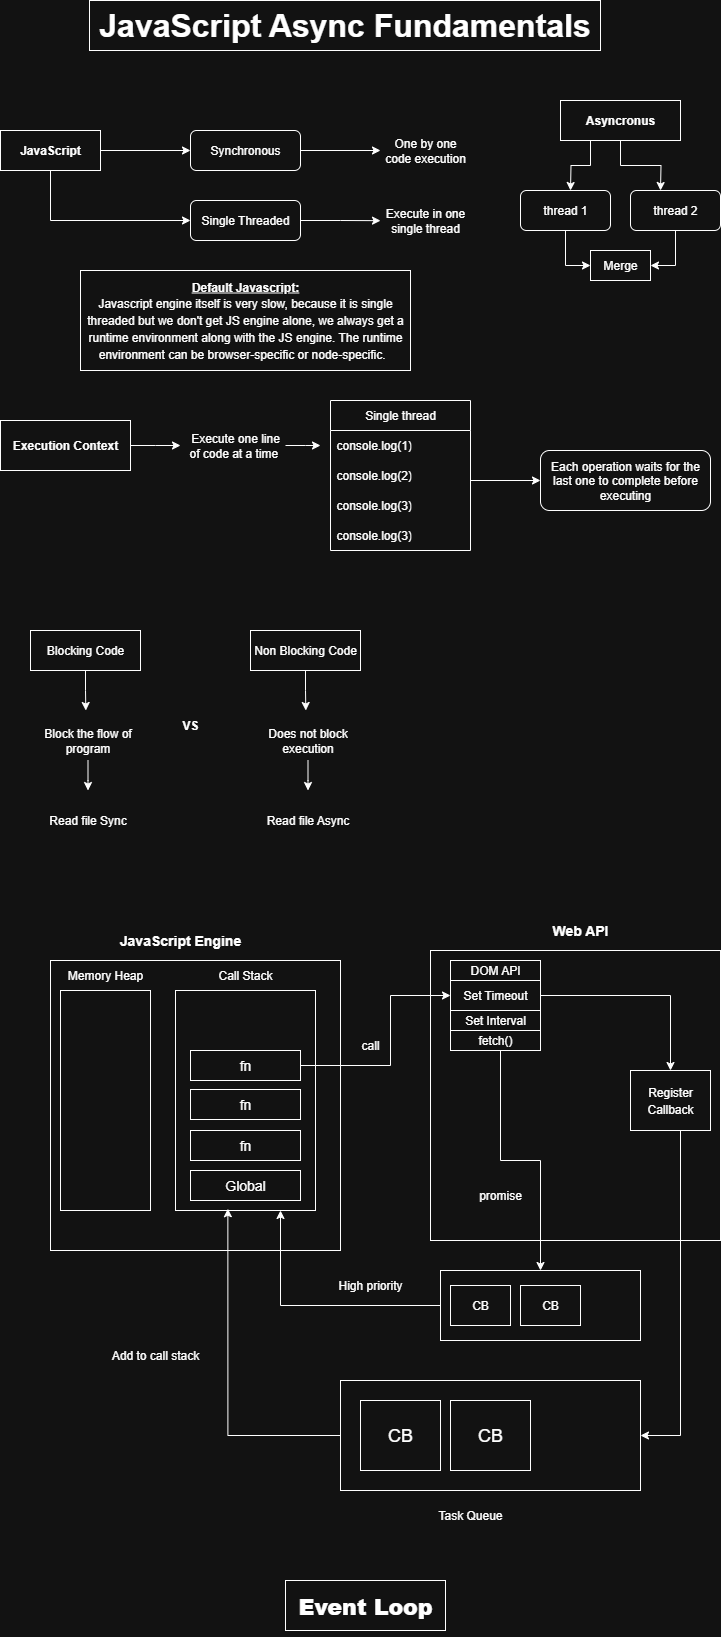 JavaScript Async Fundamentals
JavaScript
Synchronous
One by one
code execution
Single Threaded
Execute in one
single thread
Asyncronus
thread 1
thread 2
Merge
Default Javascript:
Javascript engine itself is very slow, because it is single
threaded but we don't get JS engine alone, we always get a
runtime environment along with the JS engine. The runtime
environment can be browser-specific or node-specific.
Execution Context
Execute one line
of code at a time
Single thread
console.log(1)
console.log(2)
console.log(3)
console.log(3)
Each operation waits for the
last one to complete before
executing
Blocking Code
Block the flow of
program
Read file Sync
VS
Non Blocking Code
Does not block
execution
Read file Async
JavaScript Engine
Memory Heap
Call Stack
fn
fn
fn
Global
call
Web API
DOM API
Set Timeout
Set Interval
fetch()
Register
Callback
promise
High priority
CB
CB
Add to call stack
CB
CB
Task Queue
Event Loop